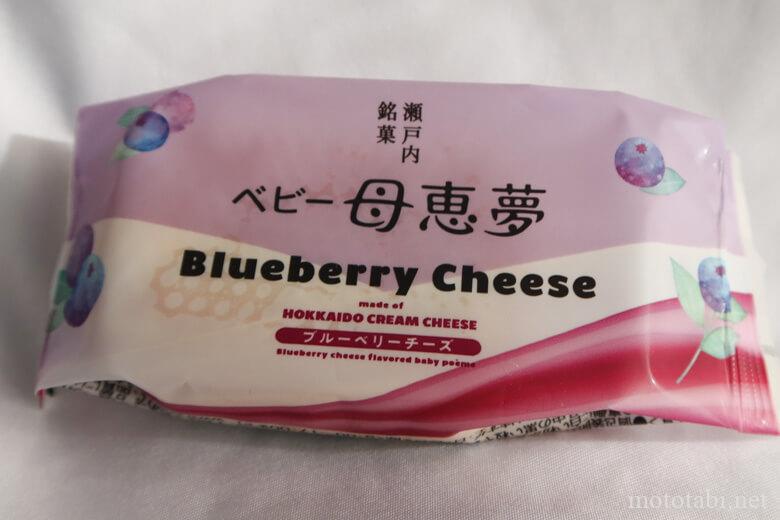 瀬戸内
銘菓
ベビー母恵夢
Blueberry Cheese
made of
HOKKAIDO CREAM CHEESE
ブルーベリーチーズ
Blueberry cheese flavored baby poème
mototabi.net